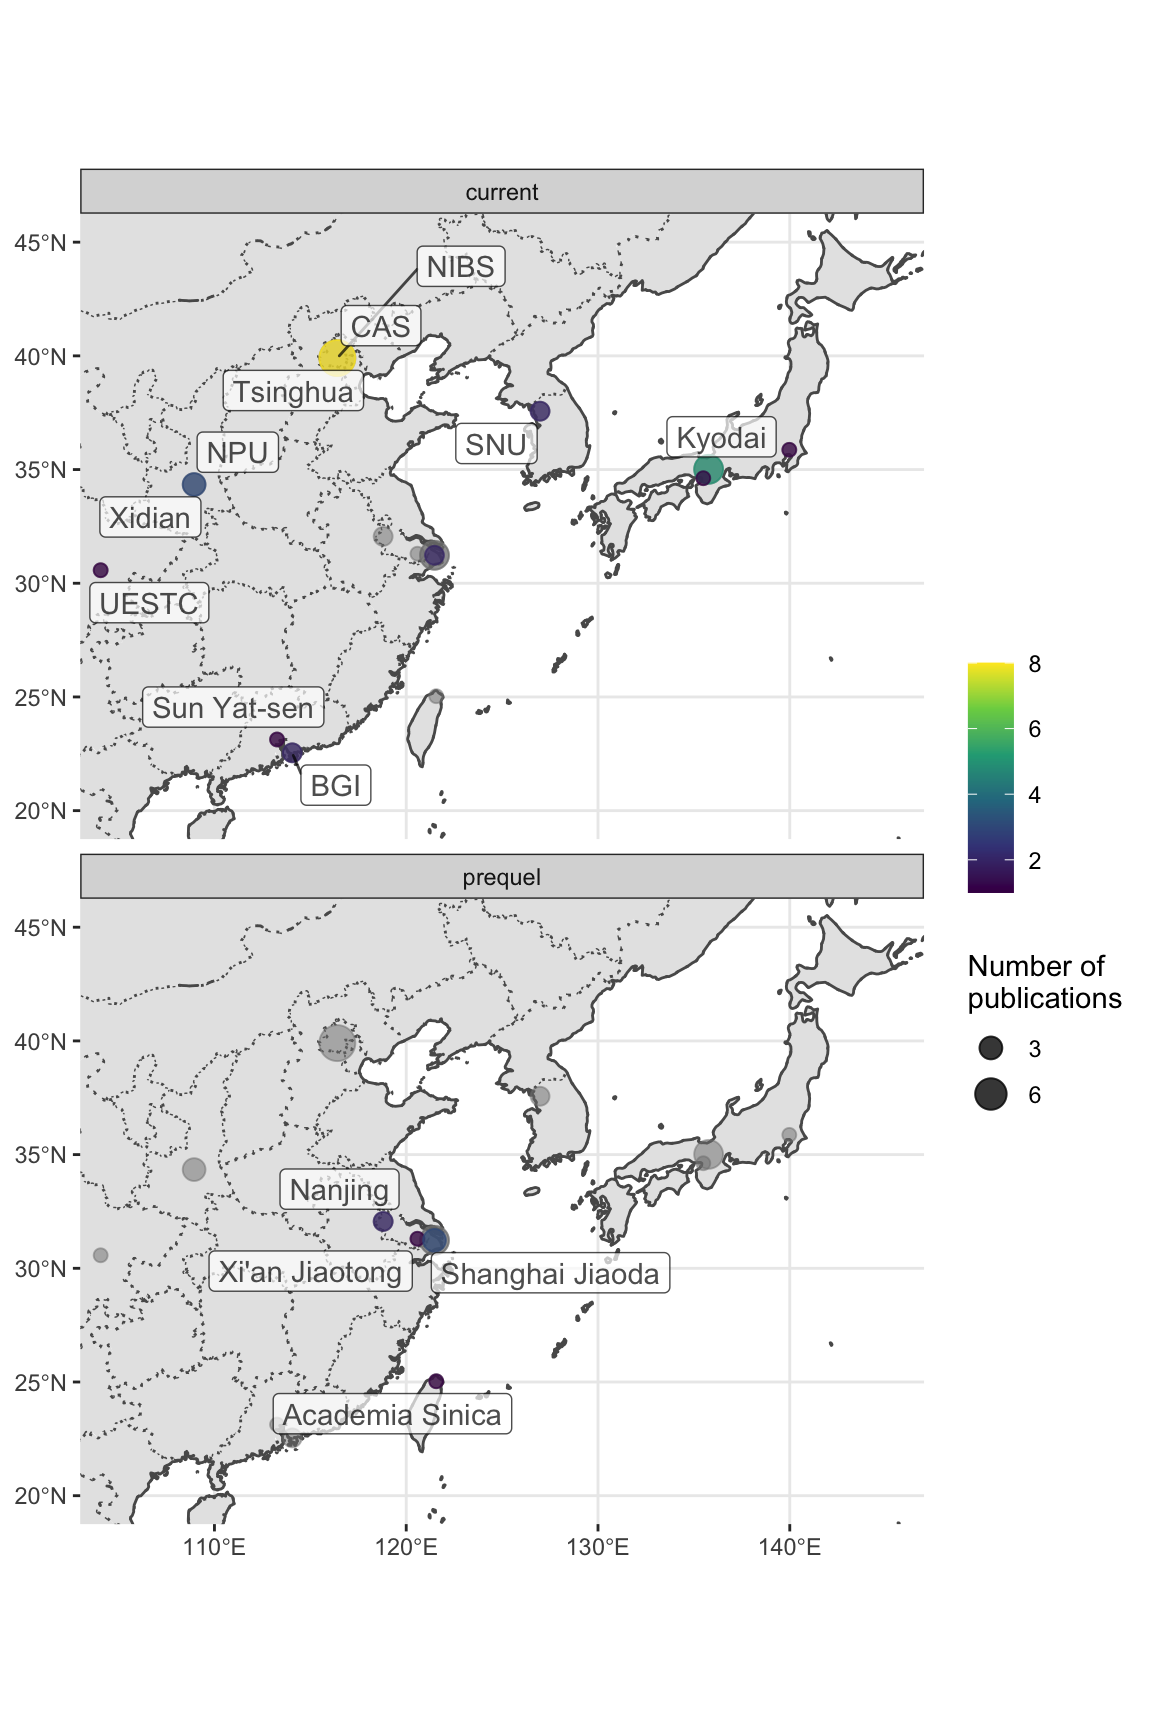 current
45°N
40°N
35°N
30°N
25°N
20°N
NIBS
CAS
Tsinghua
NPU
SNU
Kyodai
Xidian
UESTC
Sun Yat-sen
BGI
prequel
45°N
40°N
35°N
30°N
25°N
20°N
Nanjing
Xi'an Jiaotong
Shanghai Jiaoda
Academia Sinica
110°E
120°E
130°E
140°E
8
6
4
2
Number of
publications
3
6